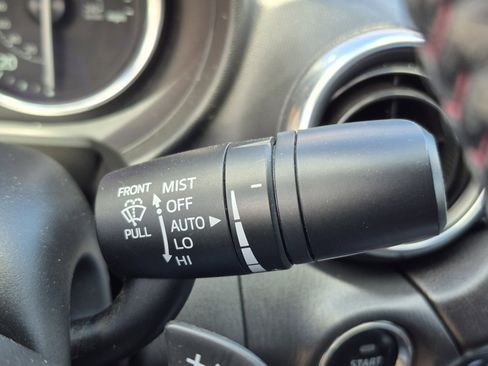 FRONT MIST
OFF
AUTO
PULL LO
HI
START